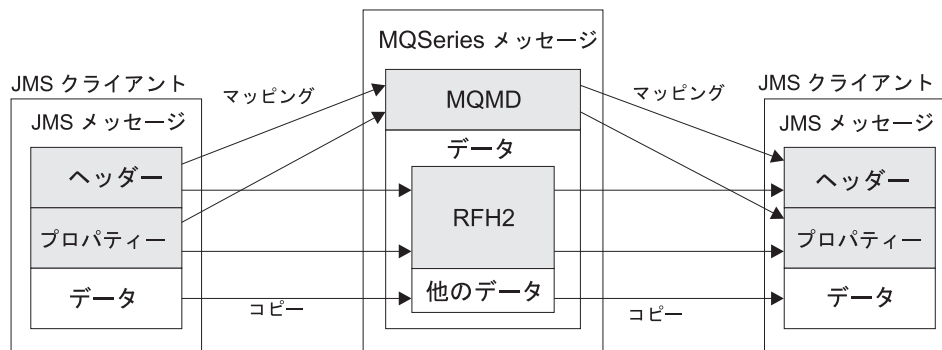 MQSeries メッセージ
JMS クライアント
JMS メッセージ
ヘッダー
プロパティー
データ
マッピング
コピー
MQMD
データ
RFH2
他のデータ
マッピング
コピー
JMS クライアント
JMS メッセージ
ヘッダー
プロパティー
データ